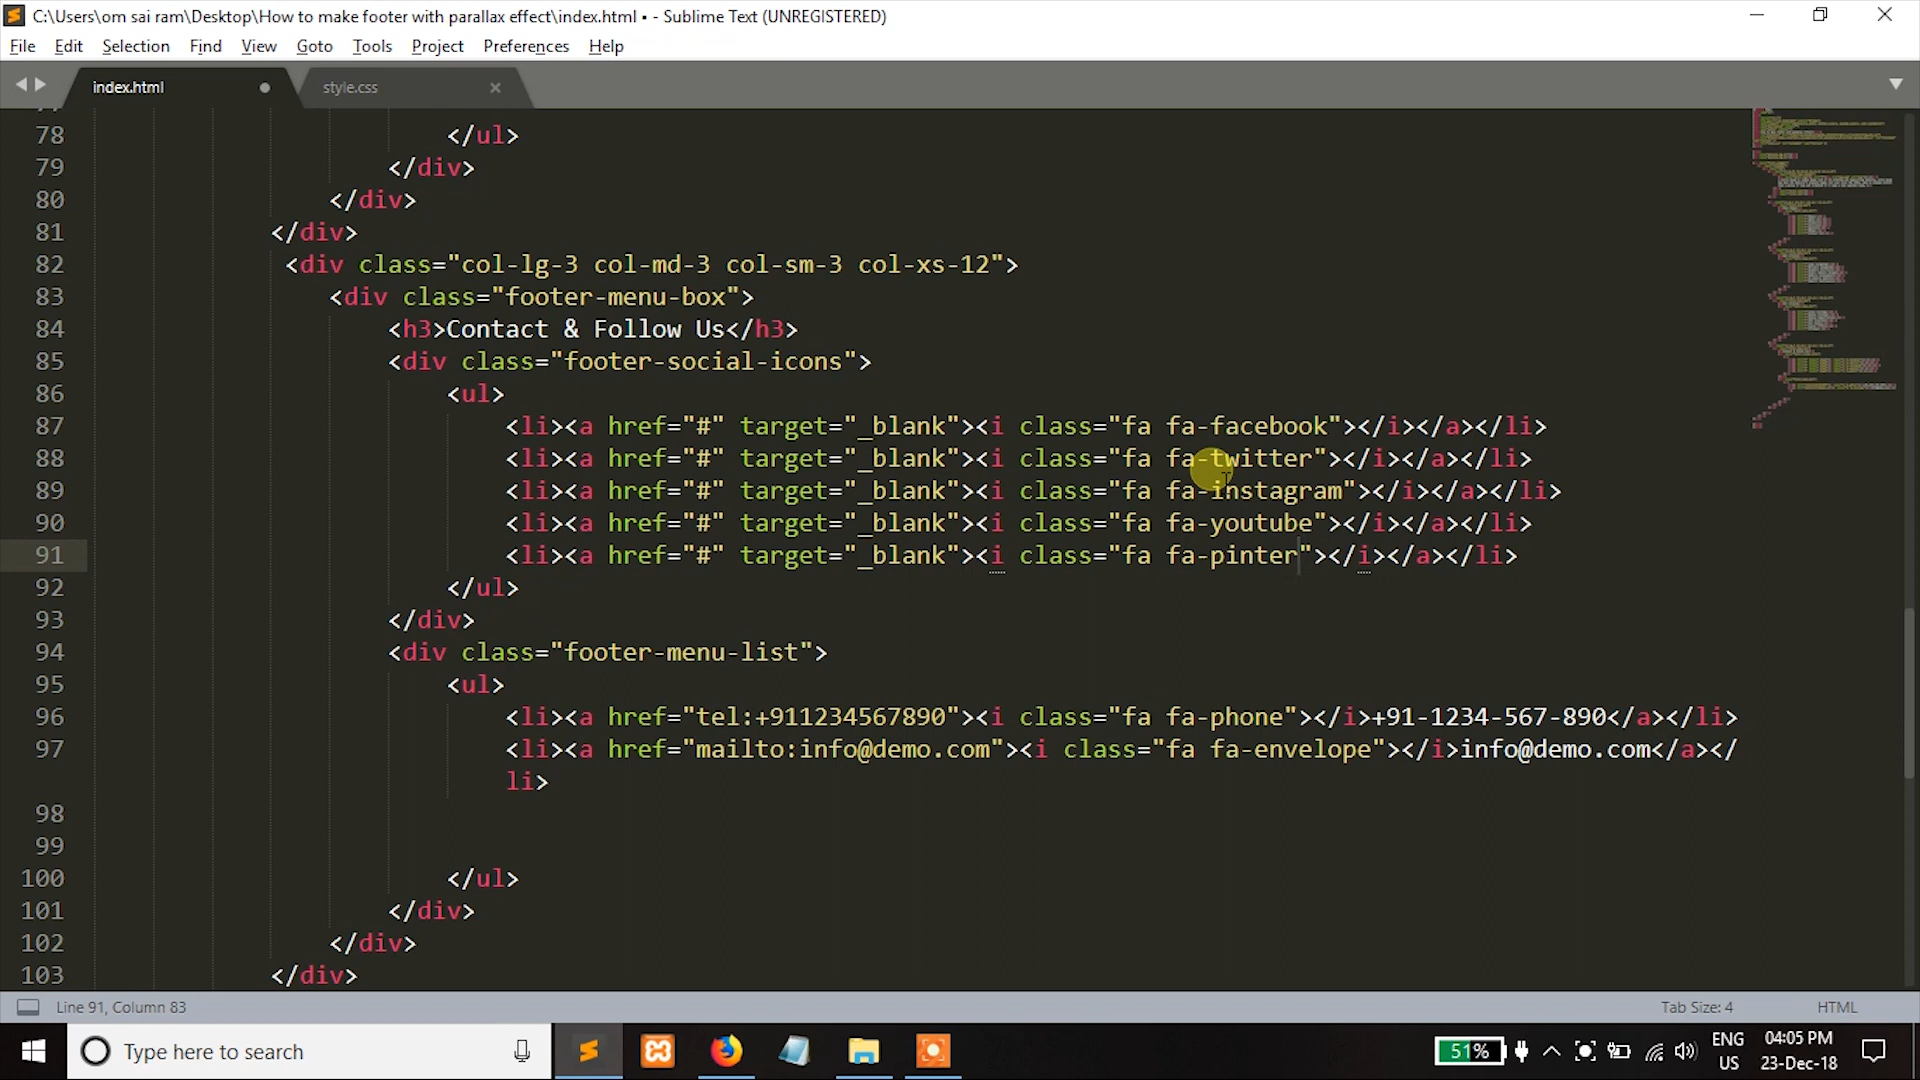 C:\Users\om sai ram\Desktop\How to make footer with parallax effect\index.html • - Sublime Text (UNREGISTERED)
File Edit Selection Find View Goto Tools Project Preferences Help
index.html style.css
78 </ul>
79 </div>
80 </div>
81 </div>
82 <div class="col-lg-3 col-md-3 col-sm-3 col-xs-12">
83 <div class="footer-menu-box">
84 <h3>Contact & Follow Us</h3>
85 <div class="footer-social-icons">
86 <ul>
87 <li><a href="#" target="_blank"><i class="fa fa-facebook"></i></a></li>
88 <li><a href="#" target="_blank"><i class="fa fa-twitter"></i></a></li>
89 <li><a href="#" target="_blank"><i class="fa fa-instagram"></i></a></li>
90 <li><a href="#" target="_blank"><i class="fa fa-youtube"></i></a></li>
91 <li><a href="#" target="_blank"><i class="fa fa-pinter"></i></a></li>
92 </ul>
93 </div>
94 <div class="footer-menu-list">
95 <ul>
96 <li><a href="tel:+911234567890"><i class="fa fa-phone"></i>+91-1234-567-890</a></li>
97 <li><a href="mailto:info@demo.com"><i class="fa fa-envelope"></i>info@demo.com</a></
li>
98
99
100 </ul>
101 </div>
102 </div>
103 </div>
Line 91, Column 83 Tab Size: 4 HTML
Type here to search 51% ENG 04:05 PM
US 23-Dec-18